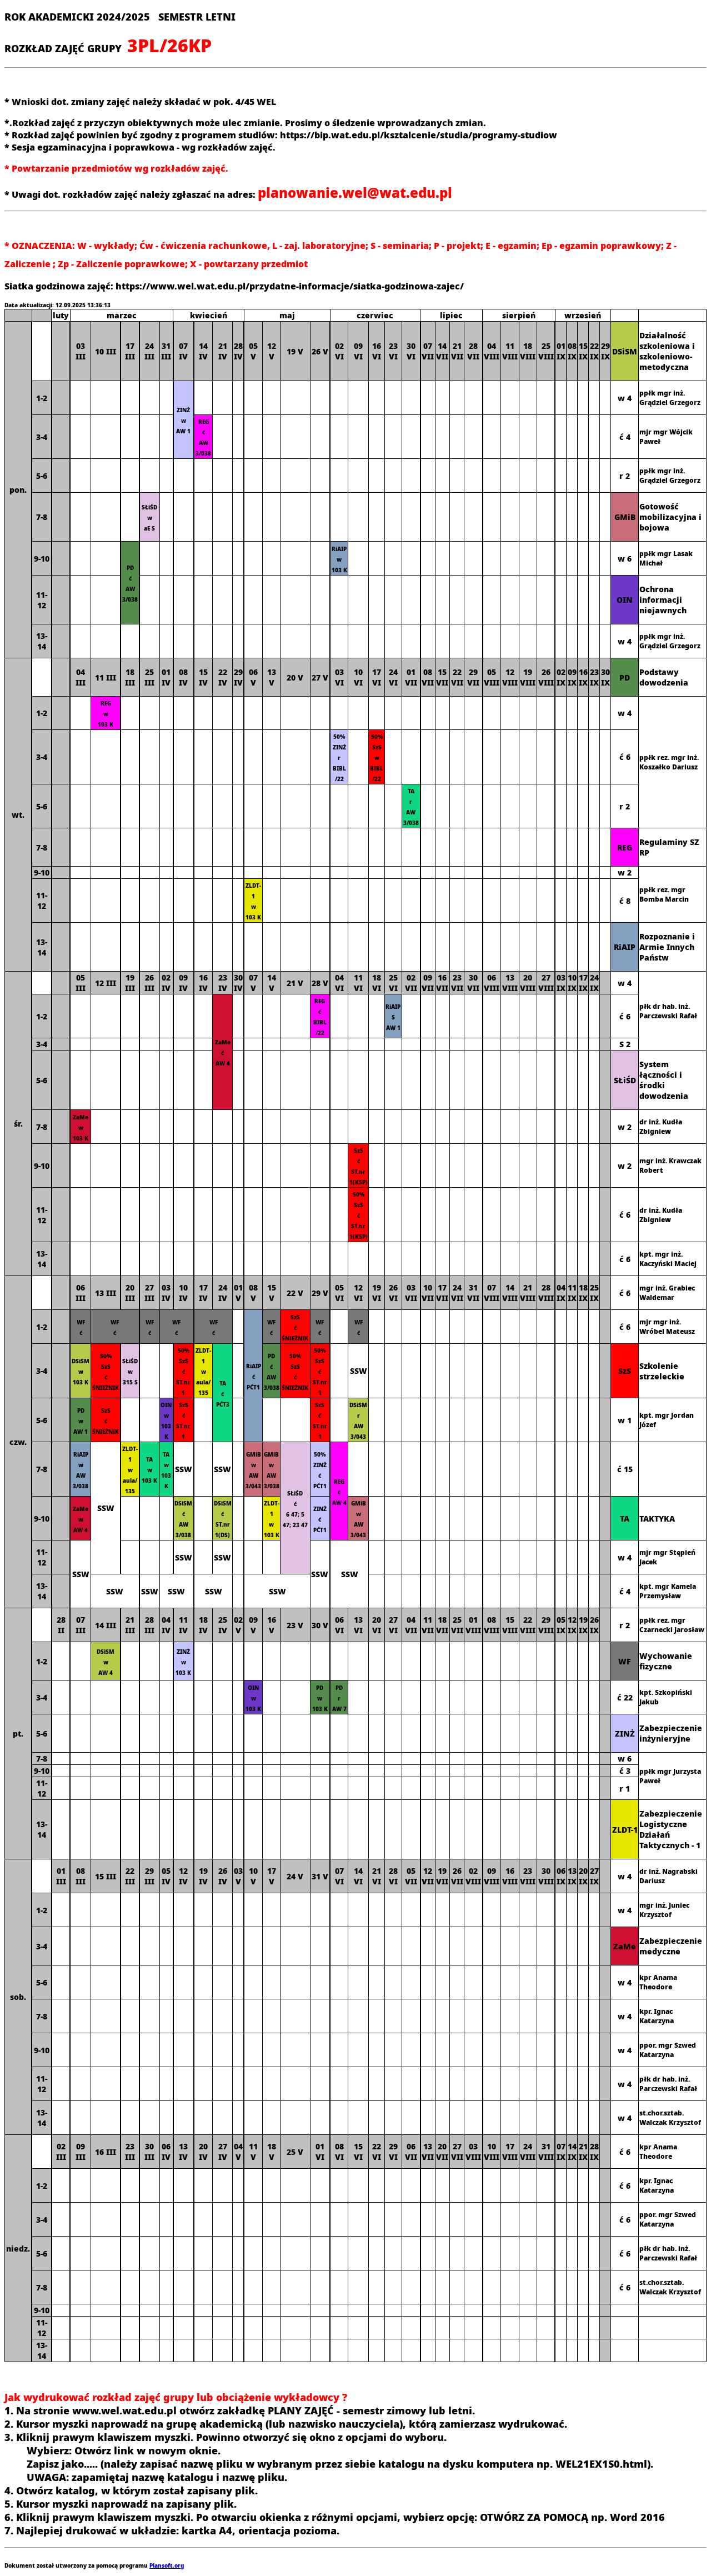 ROK AKADEMICKI 2024/2025 SEMESTR LETNI
ROZKŁAD ZAJĘĆ GRUPY 3PL/26KP
* Wnioski dot. zmiany zajęć należy składać w pok. 4/45 WEL
*.Rozkład zajęć z przyczyn obiektywnych może ulec zmianie. Prosimy o śledzenie wprowadzanych zmian.
* Rozkład zajęć powinien być zgodny z programem studiów: https://bip.wat.edu.pl/ksztalcenie/studia/programy-studiow
* Sesja egzaminacyjna i poprawkowa - wg rozkładów zajęć.
* Powtarzanie przedmiotów wg rozkładów zajęć.
* Uwagi dot. rozkładów zajęć należy zgłaszać na adres: planowanie.wel@wat.edu.pl
* OZNACZENIA: W - wykłady; Ćw - ćwiczenia rachunkowe, L - zaj. laboratoryjne; S - seminaria; P - projekt; E - egzamin; Ep - egzamin poprawkowy; Z -
Zaliczenie ; Zp - Zaliczenie poprawkowe; X - powtarzany przedmiot
Siatka godzinowa zajęć: https://www.wel.wat.edu.pl/przydatne-informacje/siatka-godzinowa-zajec/
Data aktualizacji: 12.09.2025 13:36:13
luty marzec kwiecień maj czerwiec lipiec sierpień wrzesień
pon. 03 III 10 III 17 III 24 III 31 III 07 IV 14 IV 21 IV 28 IV 05 V 12 V 19 V 26 V 02 VI 09 VI 16 VI 23 VI 30 VI 07 VII 14 VII 21 VII 28 VII 04 VIII 11 VIII 18 VIII 25 VIII 01 IX 08 IX 15 IX 22 IX 29 IX DSiSM Działalność szkoleniowa i szkoleniowo-metodyczna
1-2 ZINŻ w AW 1 w 4 ppłk mgr inż. Grądziel Grzegorz
3-4 REG ć AW 3/038 ć 4 mjr mgr Wójcik Paweł
5-6 r 2 ppłk mgr inż. Grądziel Grzegorz
7-8 SŁiŚD w aE S GMiB Gotowość mobilizacyjna i bojowa
9-10 PD ć AW 3/038 RiAIP w 103 K w 6 ppłk mgr Lasak Michał
11-12 OIN Ochrona informacji niejawnych
13-14 w 4 ppłk mgr inż. Grądziel Grzegorz
wt. 04 III 11 III 18 III 25 III 01 IV 08 IV 15 IV 22 IV 29 IV 06 V 13 V 20 V 27 V 03 VI 10 VI 17 VI 24 VI 01 VII 08 VII 15 VII 22 VII 29 VII 05 VIII 12 VIII 19 VIII 26 VIII 02 IX 09 IX 16 IX 23 IX 30 IX PD Podstawy dowodzenia
1-2 REG w 103 K w 4
3-4 50% ZINŻ r BIBL /22 50% SzS w BIBL /22 ć 6 ppłk rez. mgr inż. Koszałko Dariusz
5-6 TA r AW 3/038 r 2
7-8 REG Regulaminy SZ RP
9-10 w 2
11-12 ZLDT-1 w 103 K ć 8 ppłk rez. mgr Bomba Marcin
13-14 RiAIP Rozpoznanie i Armie Innych Państw
śr. 05 III 12 III 19 III 26 III 02 IV 09 IV 16 IV 23 IV 30 IV 07 V 14 V 21 V 28 V 04 VI 11 VI 18 VI 25 VI 02 VII 09 VII 16 VII 23 VII 30 VII 06 VIII 13 VIII 20 VIII 27 VIII 03 IX 10 IX 17 IX 24 IX w 4
1-2 ZaMe ć AW 4 REG ć BIBL /22 RiAIP S AW 1 ć 6 płk dr hab. inż. Parczewski Rafał
3-4 S 2
5-6 SŁiŚD System łączności i środki dowodzenia
7-8 ZaMe w 103 K w 2 dr inż. Kudła Zbigniew
9-10 SzS ć ST.nr 1(KSP) w 2 mgr inż. Krawczak Robert
11-12 50% SzS ć ST.nr 1(KSP) ć 6 dr inż. Kudła Zbigniew
13-14 ć 6 kpt. mgr inż. Kaczyński Maciej
czw. 06 III 13 III 20 III 27 III 03 IV 10 IV 17 IV 24 IV 01 V 08 V 15 V 22 V 29 V 05 VI 12 VI 19 VI 26 VI 03 VII 10 VII 17 VII 24 VII 31 VII 07 VIII 14 VIII 21 VIII 28 VIII 04 IX 11 IX 18 IX 25 IX ć 6 mgr inż. Grabiec Waldemar
1-2 WF ć WF ć WF ć WF ć WF ć RiAIP ć PĆT1 WF ć SzS ć ŚNIEŻNIK WF ć WF ć ć 6 mjr mgr inż. Wróbel Mateusz
3-4 DSiSM w 103 K 50% SzS ć ŚNIEŻNIK SŁiŚD w 315 S 50% SzS ć ST.nr 1 ZLDT-1 w aula/ 135 TA ć PĆT3 PD ć AW 3/038 50% SzS ć ŚNIEŻNIK 50% SzS ć ST.nr 1 SSW SzS Szkolenie strzeleckie
5-6 PD w AW 1 SzS ć ŚNIEŻNIK OIN w 103 K SzS ć ST.nr 1 SzS ć ST.nr 1 DSiSM r AW 3/043 w 1 kpt. mgr Jordan Józef
7-8 RiAIP w AW 3/038 SSW ZLDT-1 w aula/ 135 TA w 103 K TA w 103 K SSW SSW GMiB w AW 3/043 GMiB w AW 3/038 SŁiŚD ć 6 47; 5 47; 23 47 50% ZINŻ ć PĆT1 REG ć AW 4 ć 15
9-10 ZaMe w AW 4 DSiSM ć AW 3/038 DSiSM ć ST.nr 1(DS) ZLDT-1 w 103 K ZINŻ ć PĆT1 GMiB w AW 3/043 TA TAKTYKA
11-12 SSW SSW SSW SSW SSW w 4 mjr mgr Stępień Jacek
13-14 SSW SSW SSW SSW SSW ć 4 kpt. mgr Kamela Przemysław
pt. 28 II 07 III 14 III 21 III 28 III 04 IV 11 IV 18 IV 25 IV 02 V 09 V 16 V 23 V 30 V 06 VI 13 VI 20 VI 27 VI 04 VII 11 VII 18 VII 25 VII 01 VIII 08 VIII 15 VIII 22 VIII 29 VIII 05 IX 12 IX 19 IX 26 IX r 2 ppłk rez. mgr Czarnecki Jarosław
1-2 DSiSM w AW 4 ZINŻ w 103 K WF Wychowanie fizyczne
3-4 OIN w 103 K PD w 103 K PD r AW 7 ć 22 kpt. Szkopiński Jakub
5-6 ZINŻ Zabezpieczenie inżynieryjne
7-8 w 6
9-10 ć 3 ppłk mgr Jurzysta Paweł
11-12 r 1
13-14 ZLDT-1 Zabezpieczenie Logistyczne Działań Taktycznych - 1
sob. 01 III 08 III 15 III 22 III 29 III 05 IV 12 IV 19 IV 26 IV 03 V 10 V 17 V 24 V 31 V 07 VI 14 VI 21 VI 28 VI 05 VII 12 VII 19 VII 26 VII 02 VIII 09 VIII 16 VIII 23 VIII 30 VIII 06 IX 13 IX 20 IX 27 IX w 4 dr inż. Nagrabski Dariusz
1-2 w 4 mgr inż. Juniec Krzysztof
3-4 ZaMe Zabezpieczenie medyczne
5-6 w 4 kpr Anama Theodore
7-8 w 4 kpr. Ignac Katarzyna
9-10 w 4 ppor. mgr Szwed Katarzyna
11-12 w 4 płk dr hab. inż. Parczewski Rafał
13-14 w 4 st.chor.sztab. Walczak Krzysztof
niedz. 02 III 09 III 16 III 23 III 30 III 06 IV 13 IV 20 IV 27 IV 04 V 11 V 18 V 25 V 01 VI 08 VI 15 VI 22 VI 29 VI 06 VII 13 VII 20 VII 27 VII 03 VIII 10 VIII 17 VIII 24 VIII 31 VIII 07 IX 14 IX 21 IX 28 IX ć 6 kpr Anama Theodore
1-2 ć 6 kpr. Ignac Katarzyna
3-4 ć 6 ppor. mgr Szwed Katarzyna
5-6 ć 6 płk dr hab. inż. Parczewski Rafał
7-8 ć 6 st.chor.sztab. Walczak Krzysztof
9-10
11-12
13-14
Jak wydrukować rozkład zajęć grupy lub obciążenie wykładowcy ?
1. Na stronie www.wel.wat.edu.pl otwórz zakładkę PLANY ZAJĘĆ - semestr zimowy lub letni.
2. Kursor myszki naprowadź na grupę akademicką (lub nazwisko nauczyciela), którą zamierzasz wydrukować.
3. Kliknij prawym klawiszem myszki. Powinno otworzyć się okno z opcjami do wyboru.
Wybierz: Otwórz link w nowym oknie.
Zapisz jako..... (należy zapisać nazwę pliku w wybranym przez siebie katalogu na dysku komputera np. WEL21EX1S0.html).
UWAGA: zapamiętaj nazwę katalogu i nazwę pliku.
4. Otwórz katalog, w którym został zapisany plik.
5. Kursor myszki naprowadź na zapisany plik.
6. Kliknij prawym klawiszem myszki. Po otwarciu okienka z różnymi opcjami, wybierz opcję: OTWÓRZ ZA POMOCĄ np. Word 2016
7. Najlepiej drukować w układzie: kartka A4, orientacja pozioma.
Dokument został utworzony za pomocą programu Plansoft.org